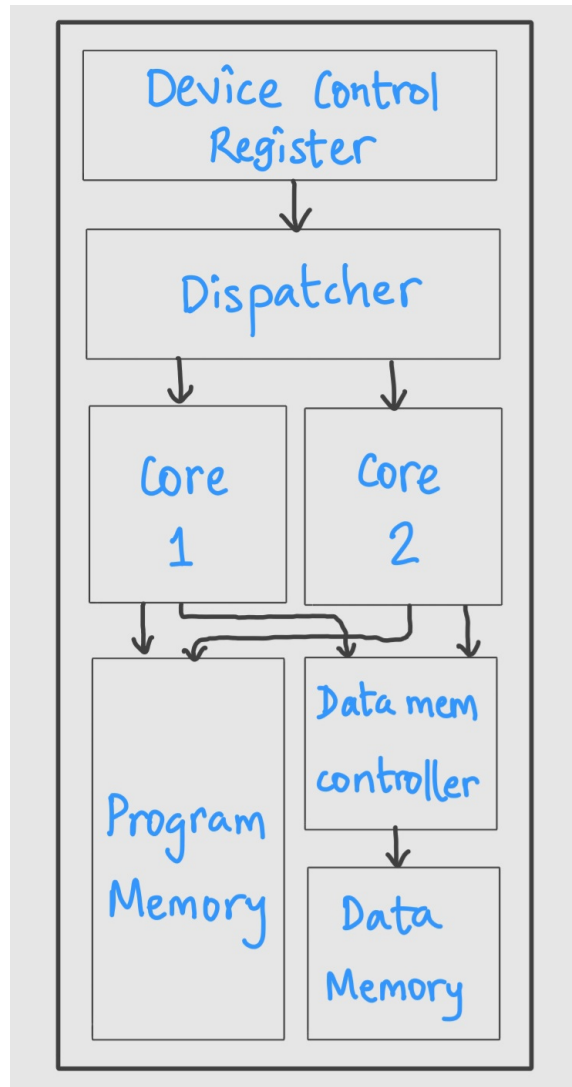 Device Control
Register
Dispatcher
Core
1
Core
2
Program
Memory
Data mem
controller
Data
Memory